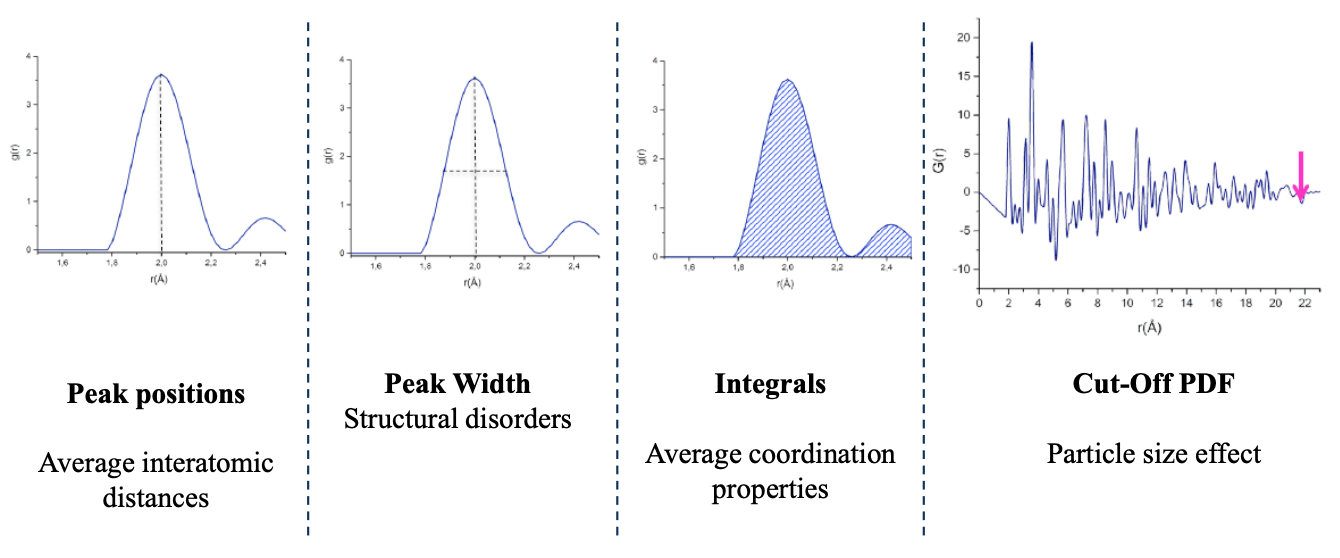 4
3
2
1
0
g(r)
1,6
1,8
2,0
2,2
2,4
r(Å)
Peak positions
Average interatomic
distances
4
3
2
1
0
g(r)
1,6
1,8
2,0
2,2
2,4
r(Å)
Peak Width
Structural disorders
4
3
2
1
0
g(r)
1,6
1,8
2,0
2,2
2,4
r(Å)
Integrals
Average coordination
properties
20
15
10
5
0
-5
-10
G(r)
0 2 4 6 8 10 12 14 16 18 20 22
r(Å)
Cut-Off PDF
Particle size effect